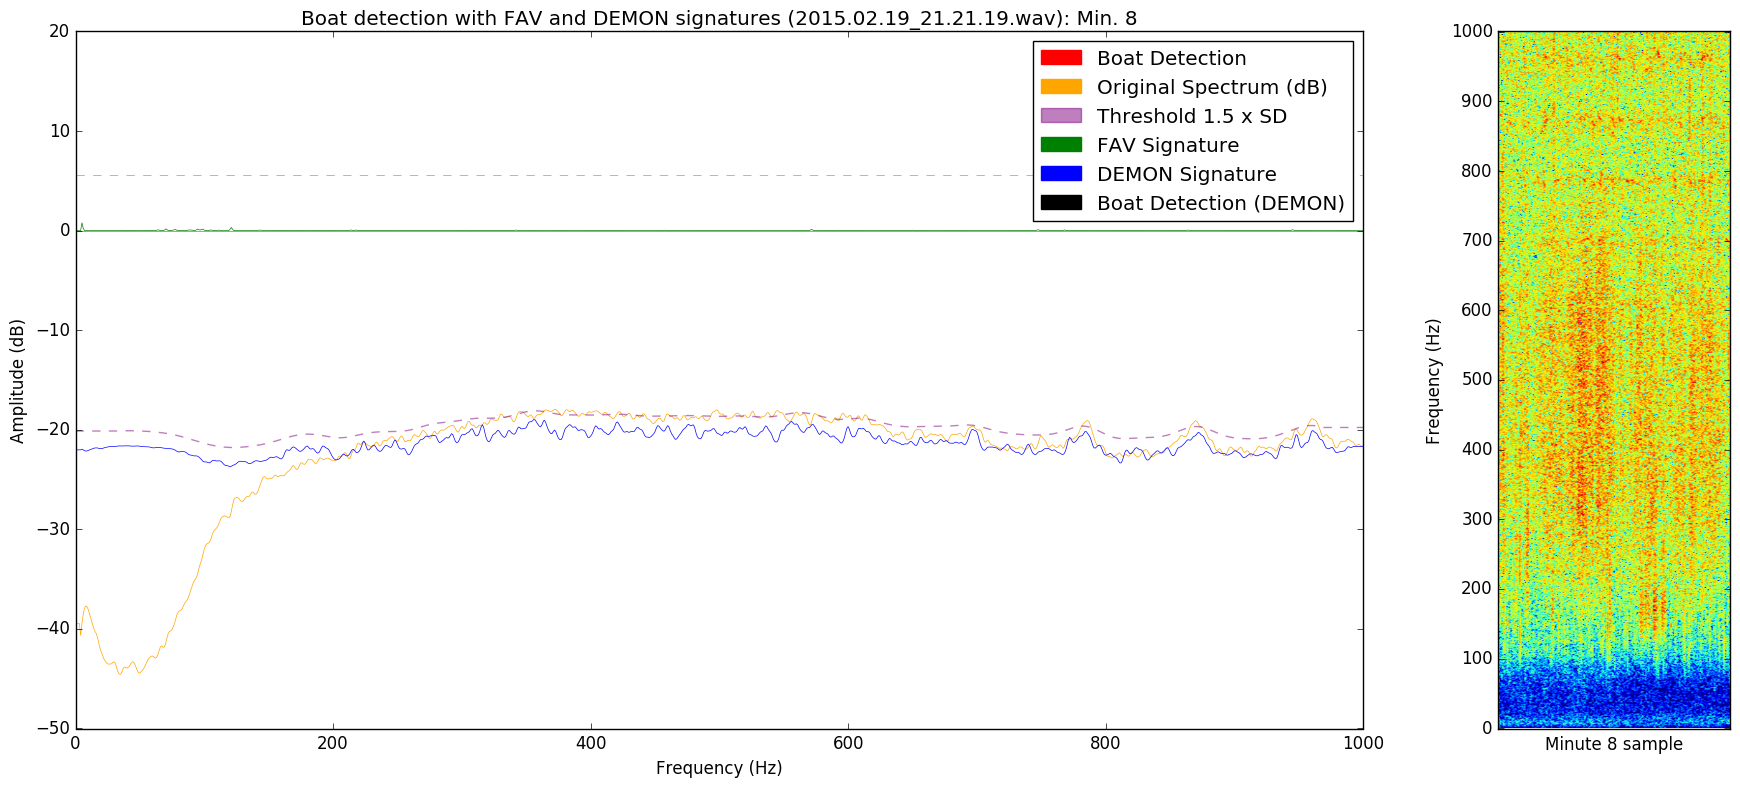 Boat detection with FAV and DEMON signatures (2015.02.19_21.21.19.wav): Min. 8
Amplitude (dB)
20
10
0
−10
−20
−30
−40
−50
Boat Detection
Original Spectrum (dB)
Threshold 1.5 x SD
FAV Signature
DEMON Signature
Boat Detection (DEMON)
0
200
400
600
800
1000
Frequency (Hz)
Frequency (Hz)
1000
900
800
700
600
500
400
300
200
100
0
Minute 8 sample